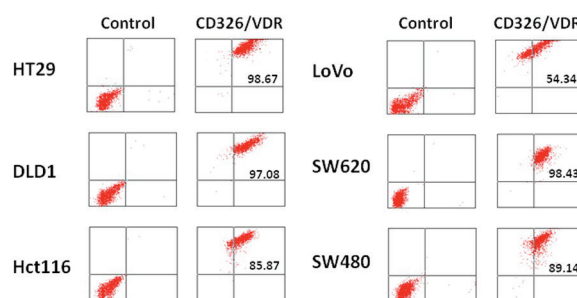 Control CD326/VDR Control CD326/VDR
HT29 98.67 LoVo 54.34
DLD1 97.08 SW620 98.43
Hct116 85.87 SW480 89.14